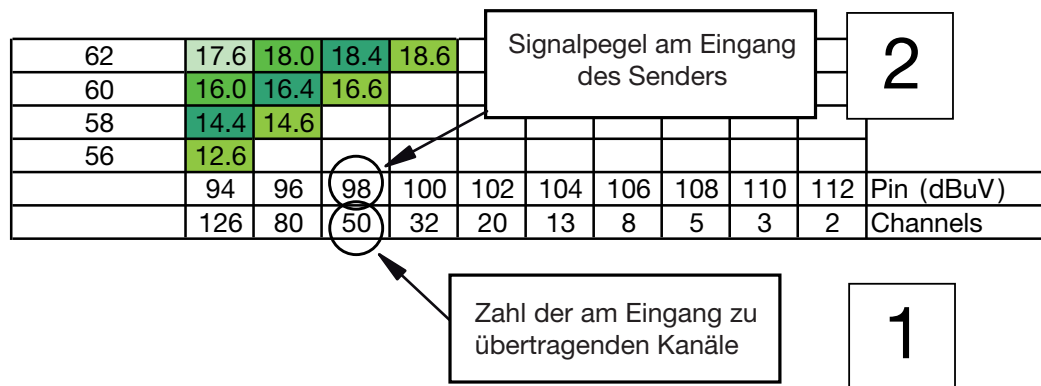 Signalpegel am Eingang
des Senders
2
62 17.6 18.0 18.4 18.6
60 16.0 16.4 16.6
58 14.4 14.6
56 12.6
94 96 98 100 102 104 106 108 110 112 Pin (dBuV)
126 80 50 32 20 13 8 5 3 2 Channels
Zahl der am Eingang zu
übertragenden Kanäle
1